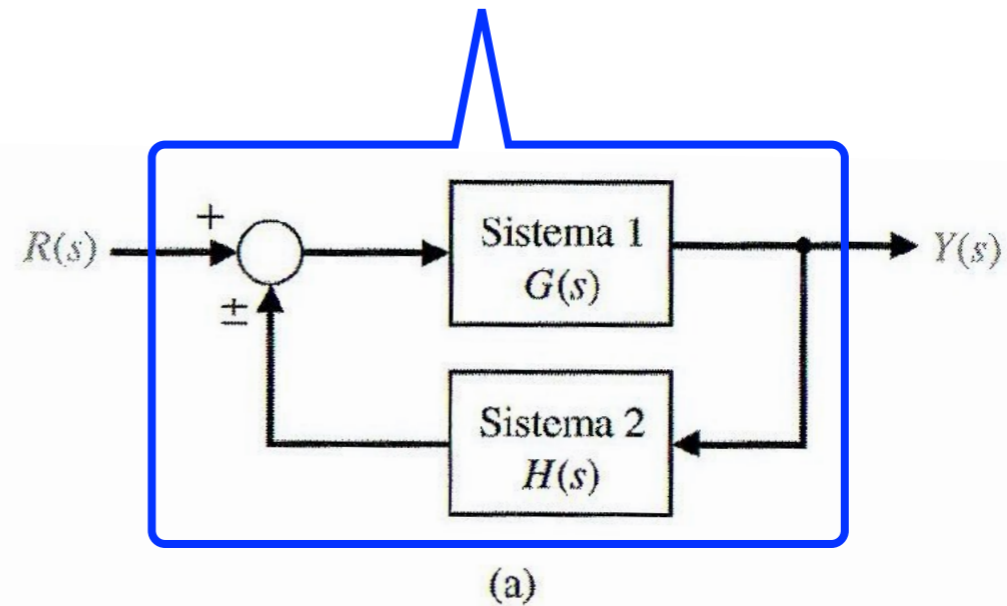 +
Sistema 1
R(s)
Y(s)
G(s)
±
Sistema 2
H(s)
(a)